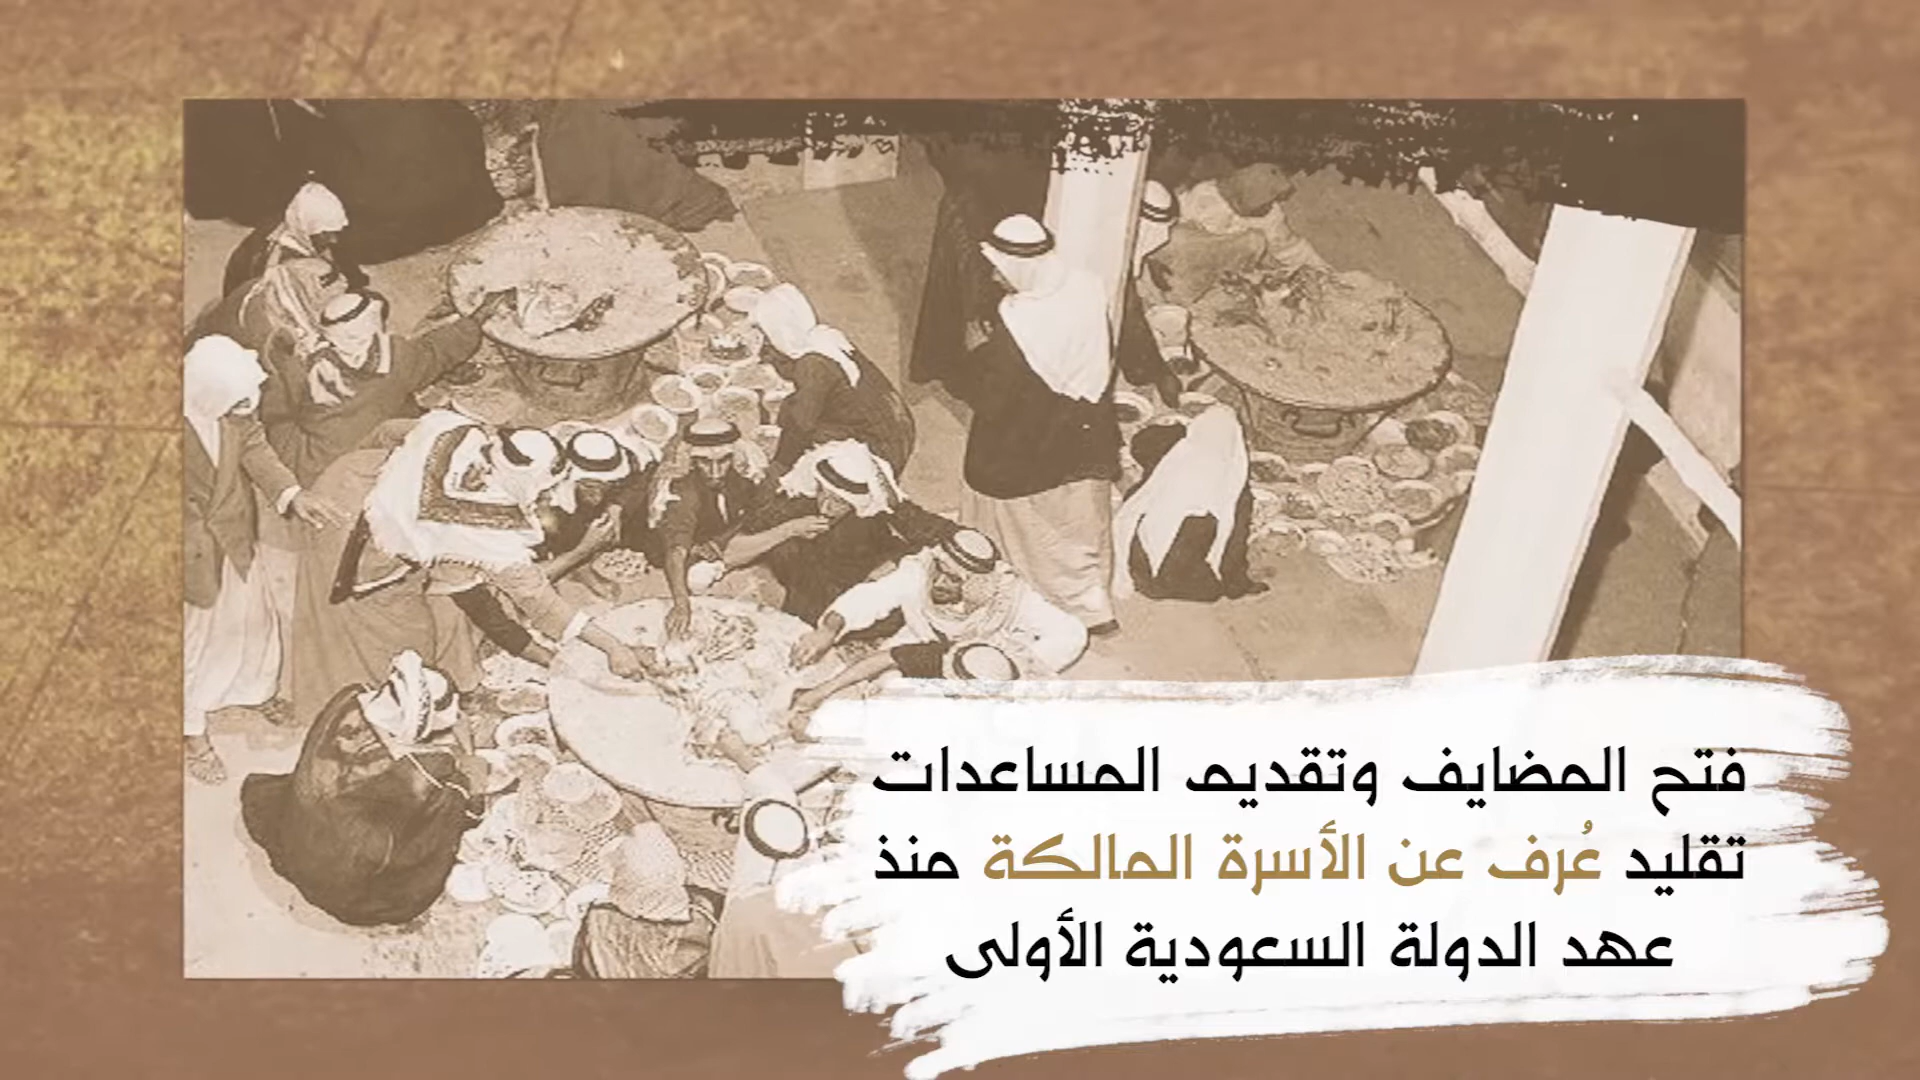 فتح المضايف وتقديم المساعدات
تقليد عُرف عن الأسرة المالكة منذ
عهد الدولة السعودية الأولى